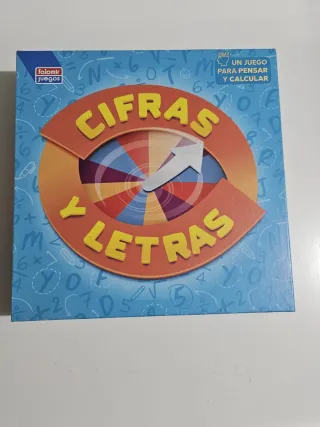 falomir
juegos
UN JUEGO
PARA PENSAR
Y CALCULAR
CIFRAS
Y LETRAS